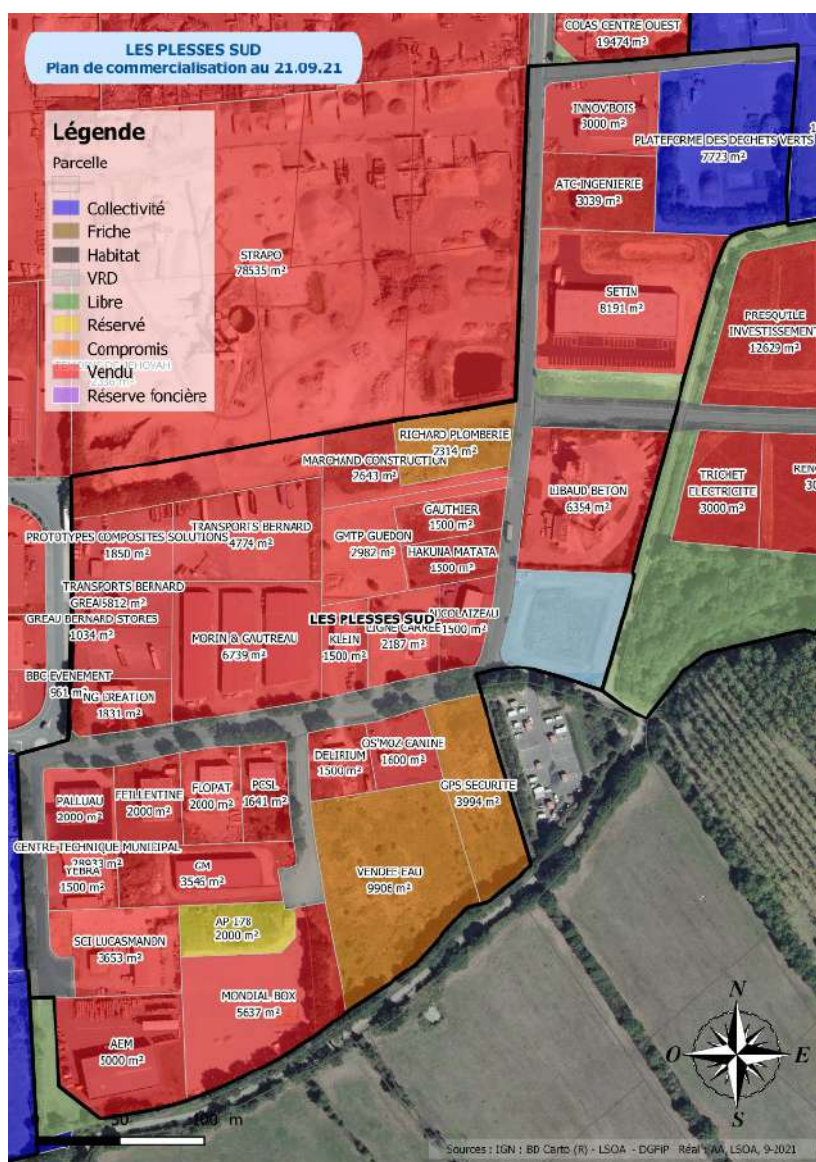 LES PLESSES SUD
Plan de commercialisation au 21.09.21
Légende
Parcelle
Collectivité
Friche
Habitat
VRD
Libre
Réservé
Compromis
Vendu
Réserve foncière
COLAS CENTRE OUEST
19474 m²
INNOV'BOIS
3000 m²
PLATEFORME DES DECHETS VERTS
7723 m²
ATC INGENIERIE
3039 m²
STRAPO
78535 m²
SETIN
8191 m²
PRESQU'ILE
INVESTISSEMENT
12629 m²
RICHARD PLOMBERIE
2314 m²
MARCHAND CONSTRUCTION
2643 m²
LIBAUD BETON
6354 m²
TRICHET
ELECTRICITE
3000 m²
GAUTHIER
1500 m²
PROTOTYPES COMPOSITES SOLUTIONS
1850 m²
TRANSPORTS BERNARD
4774 m²
GMTP GUEDON
2982 m²
HAKUNA MATATA
1500 m²
TRANSPORTS BERNARD
GREAU BERNARD STORES
1034 m²
LES PLESSES SUD
MORIN & GAUTREAU
6739 m²
KLEIN
1500 m²
LIGNE CARREE
2187 m²
NICOLAIZEAU
1500 m²
BBC EVENEMENT
961 m²
NG CREATION
1831 m²
DELIRIUM
1500 m²
OS'MOZ CANINE
1600 m²
GPS SECURITE
3994 m²
PALLUAU
2000 m²
FEILLENTINE
2000 m²
FLOPAT
2000 m²
PCSL
1641 m²
CENTRE TECHNIQUE MUNICIPAL
28933 m²
YEBRA
1500 m²
GM
3546 m²
VENDEE EAU
9906 m²
AP 178
2000 m²
SCI LUCASMANON
3653 m²
MONDIAL BOX
5637 m²
AEM
5000 m²
N
O
E
S
0 50 100 m
Sources : IGN : BD Carto (R) - LSOA - DGFiP Réal : AA, LSOA, 9-2021